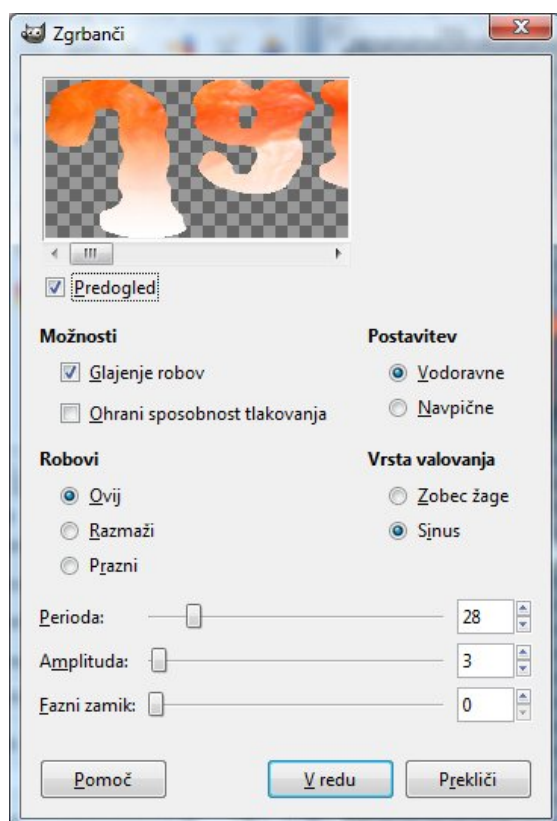 Zgrbanči
Predogled
Možnosti
Glajenje robov
Ohrani sposobnost tlakovanja
Postavitev
Vodoravne
Navpične
Robovi
Ovij
Razmaži
Prazni
Vrsta valovanja
Zobec žage
Sinus
Perioda: 28
Amplituda: 3
Fazni zamik: 0
Pomoč V redu Prekliči